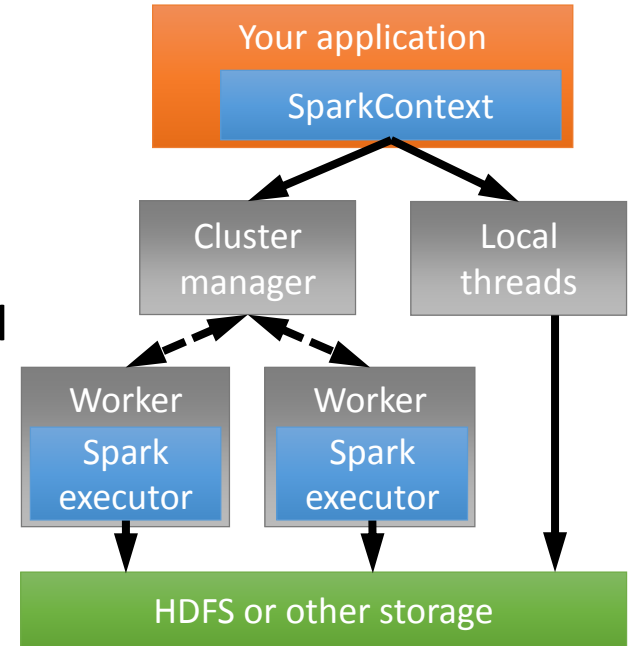 Your application
SparkContext
Cluster
manager
Local
threads
Worker
Spark
executor
Worker
Spark
executor
HDFS or other storage